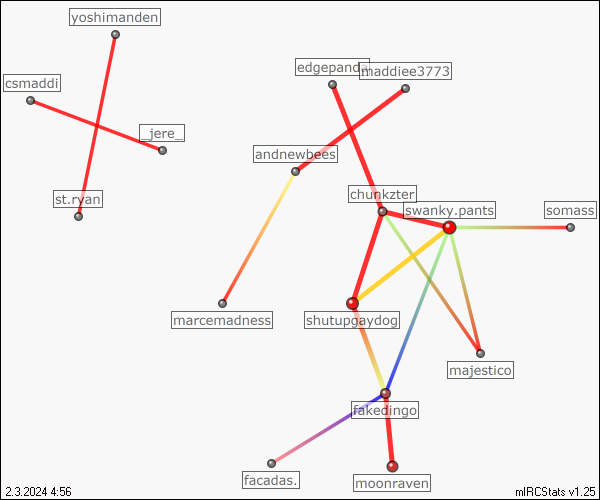 yoshimanden
edgepanda
maddiee3773
csmaddi
_jere_
andnewbees
st.ryan
chunkzter
swanky.pants
somass
marcemadness
shutupgaydog
majestico
fakedingo
facadas.
moonraven
2.3.2024 4:56
mIRCStats v1.25